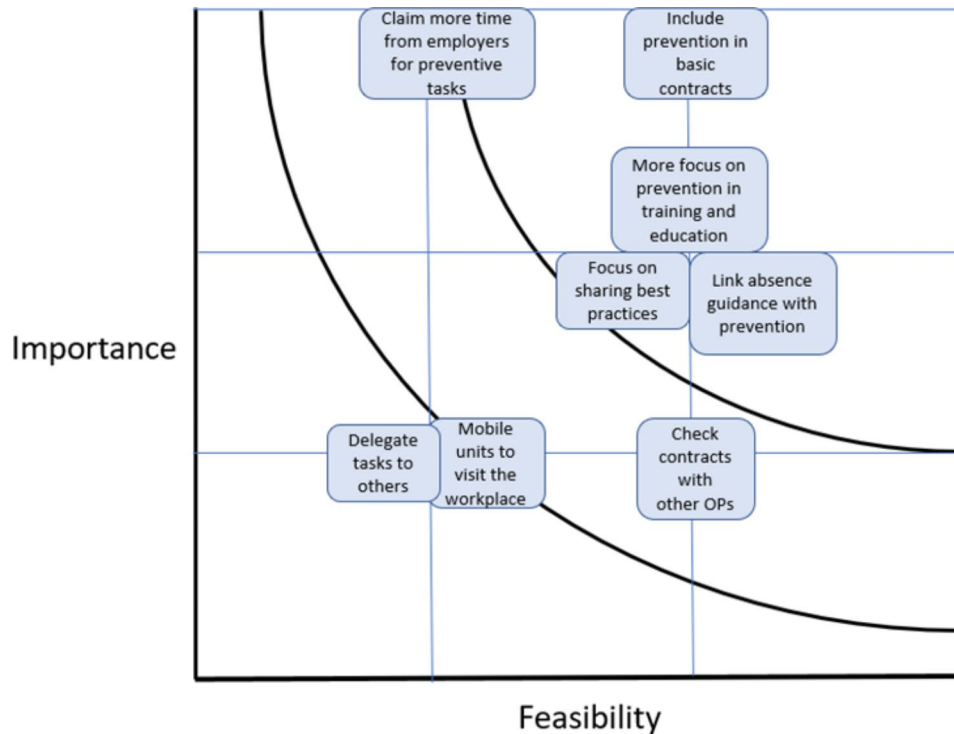 Claim more time
from employers
for preventive
tasks
Include
prevention in
basic
contracts
More focus on
prevention in
training and
education
Focus on
sharing best
practices
Link absence
guidance with
prevention
Importance
Delegate
tasks to
others
Mobile
units to
visit the
workplace
Check
contracts
with
other OPs
Feasibility